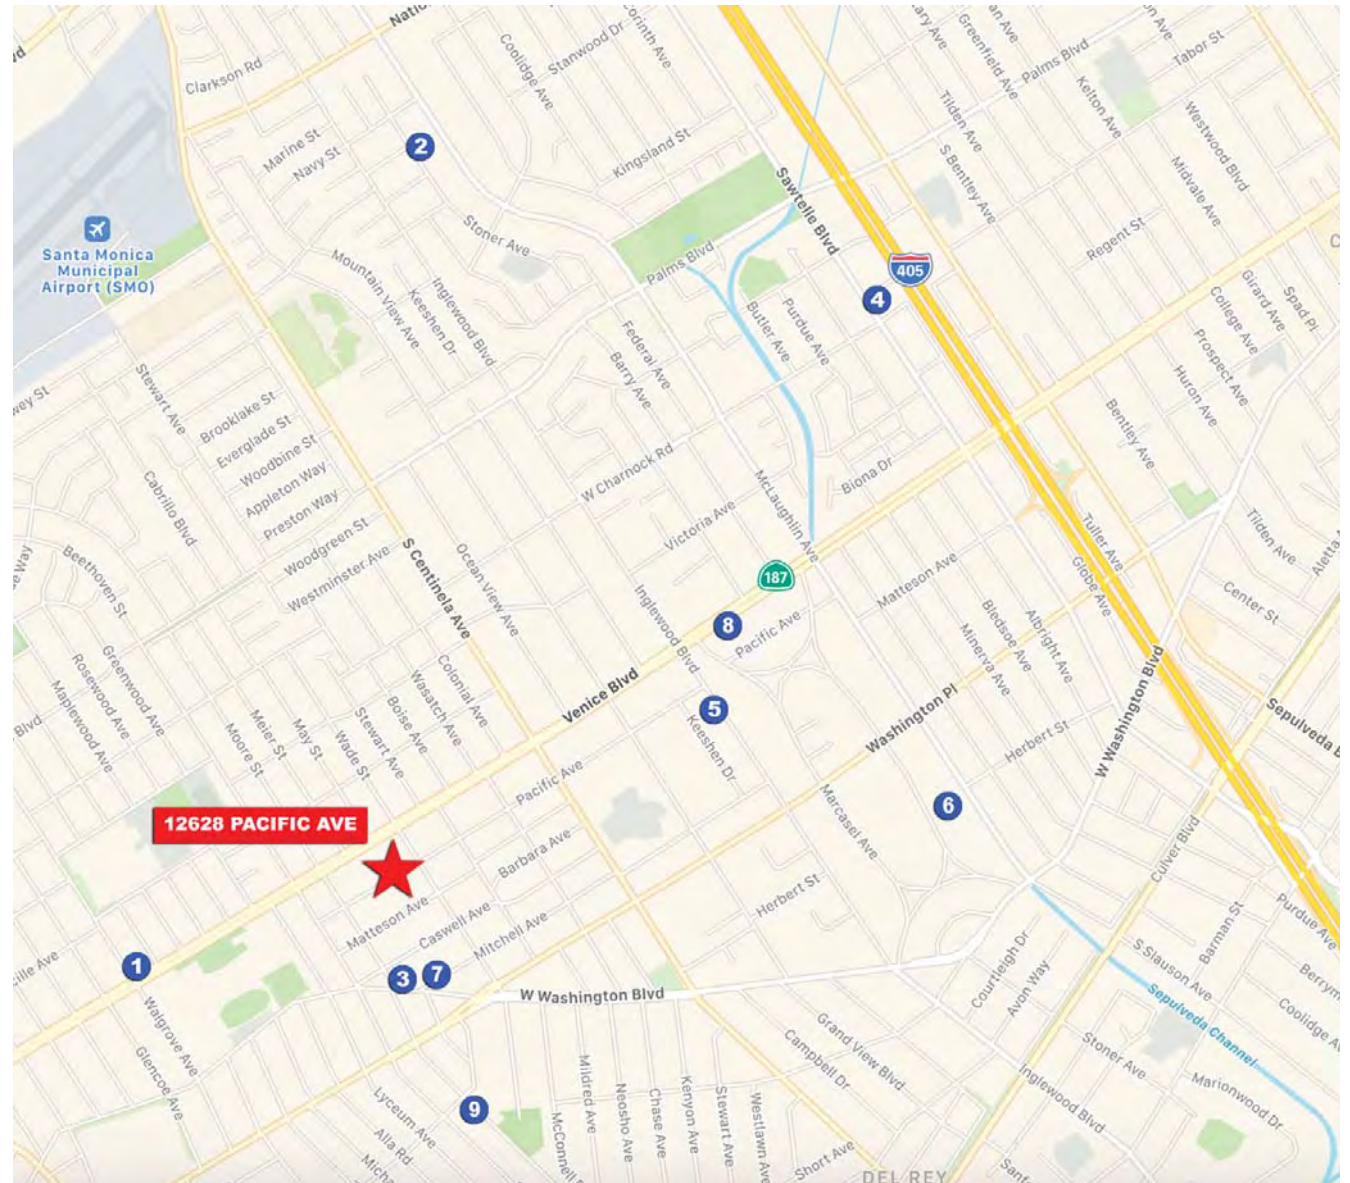 Natio
Corinth Ave
Stanwood Dr
Coolidge Ave
Clarkson Rd
Greenfield Ave
Palms Blvd
Tabor St
Kelton Ave
Tilden Ave
Westwood Blvd
Marine St
Navy St
2
Kingsland St
Sawtelle Blvd
S Bentley Ave
Midvale Ave
Regent St
Santa Monica
Municipal
Airport (SMO)
Stoner Ave
Palms Blvd
Mountain View Ave
Keeshen Dr
Inglewood Blvd
405
4
Girard Ave
Spad Pl
College Ave
Prospect Ave
Huron Ave
Butler Ave
Purdue Ave
Federal Ave
Barry Ave
Stewart Ave
wey St
Brooklake St
Everglade St
Woodbine St
Appleton Way
Preston Way
Cabrillo Blvd
Bentley Ave
W Charnock Rd
Biona Dr
McLaughlin Ave
Victoria Ave
Woodgreen St
Westminster Ave
S Centinela Ave
Ocean View Ave
Tuller Ave
Globe Ave
Tilden Ave
Aletta
Beethoven St
e Way
187
Matteson Ave
Center St
Inglewood Blvd
8
Pacific Ave
Bledsoe Ave
Albright Ave
Minerva Ave
Rosewood Ave
Greenwood Ave
Maplewood Ave
Blvd
Colonial Ave
Wasatch Ave
Boise Ave
Stewart Ave
Wade St
May St
Meier St
Moore St
Venice Blvd
5
Keeshen Dr
Washington Pl
Herbert St
W Washington Blvd
Sepulveda B
Pacific Ave
12628 PACIFIC AVE
Marcasel Ave
6
Culver Blvd
Barbara Ave
Herbert St
Matteson Ave
Caswell Ave
Mitchell Ave
Purdue Ave
Barman St
ille Ave
1
3
7
W Washington Blvd
Courtleigh Dr
Avon Way
S Slauson Ave
Berrym
Sepulveda Channel
Coolidge A
Walgrove Ave
Glencoe Ave
Grand View Blvd
Campbell Dr
Stoner Ave
Marionwood Dr
Inglewood Blvd
9
Lyceum Ave
Alla Rd
Micha
McConnell
Mildred Ave
Neosho Ave
Chase Ave
Kenyon Ave
Stewart Ave
Westlawn Av
Short Ave
DEL REY
Sant